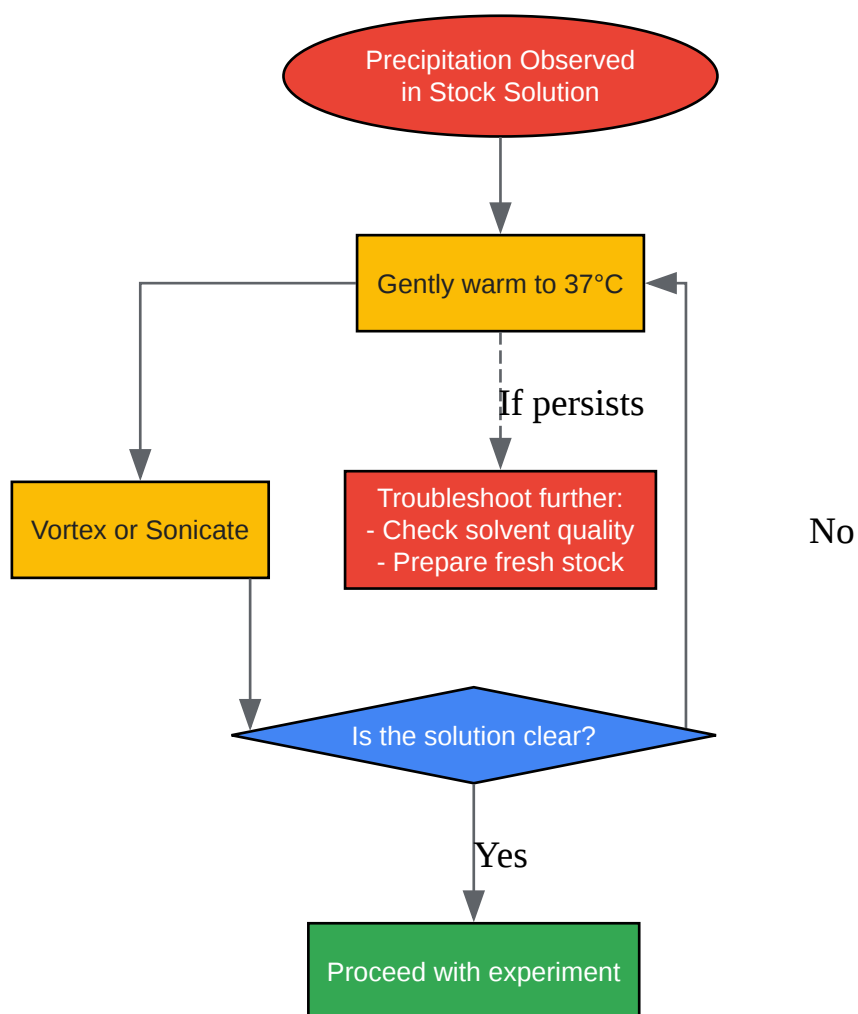 Precipitation Observed
in Stock Solution
Gently warm to 37°C
If persists
Troubleshoot further:
- Check solvent quality
- Prepare fresh stock
Vortex or Sonicate
No
Is the solution clear?
Yes
Proceed with experiment